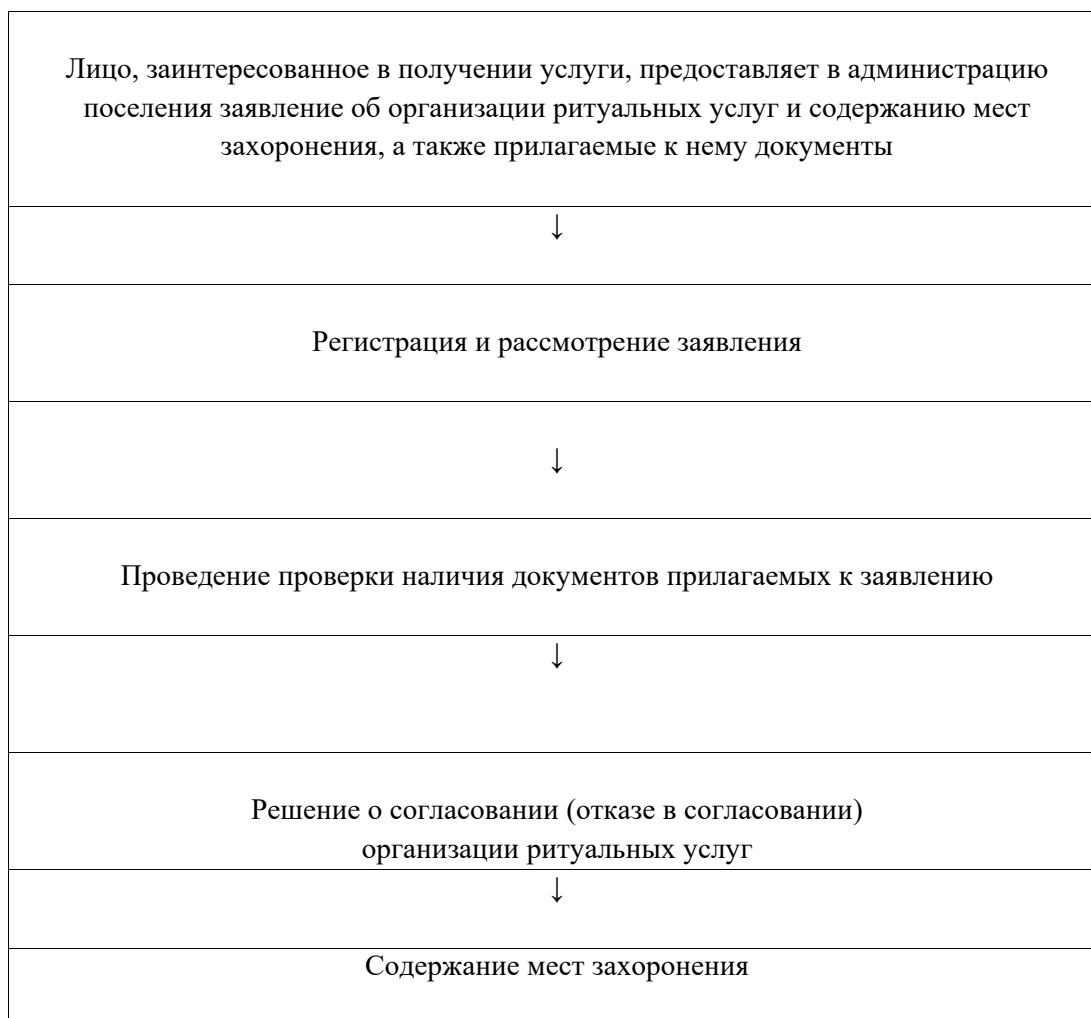 Лицо, заинтересованное в получении услуги, предоставляет в администрацию
поселения заявление об организации ритуальных услуг и содержанию мест
захоронения, а также прилагаемые к нему документы
↓
Регистрация и рассмотрение заявления
↓
Проведение проверки наличия документов прилагаемых к заявлению
↓
Решение о согласовании (отказе в согласовании)
организации ритуальных услуг
↓
Содержание мест захоронения